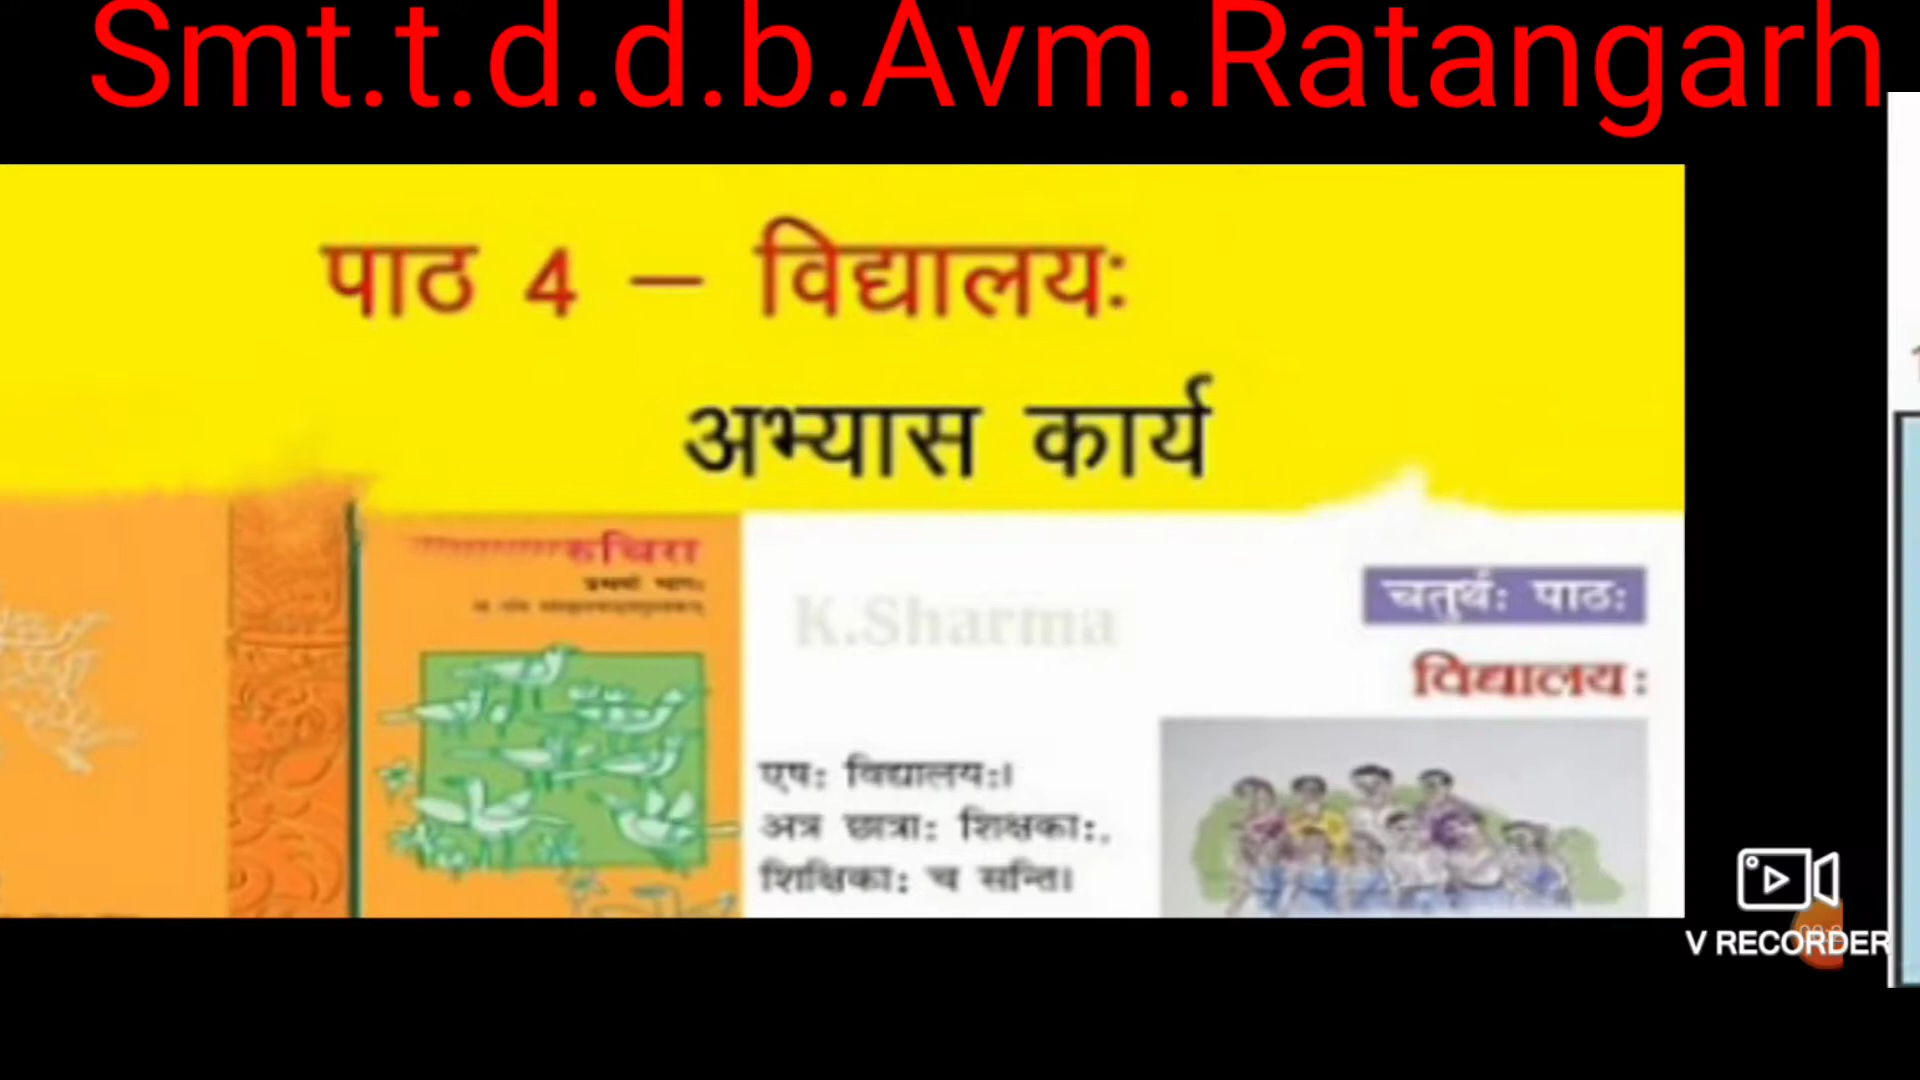 Smt.t.d.d.b.Avm.Ratangarh
पाठ 4 – विद्यालयः
अभ्यास कार्य
रुचिरा
K.Sharma
चतुर्थः पाठः
विद्यालयः
एषः विद्यालयः।
अत्र छात्राः शिक्षकाः,
शिक्षिकाः च सन्ति।
V RECORDER